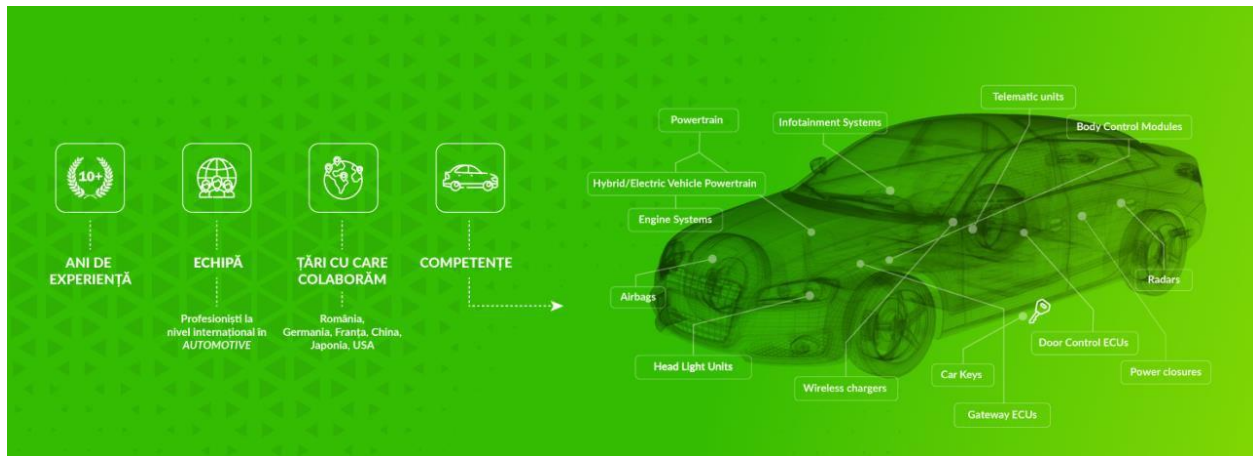 10+
ANI DE
EXPERIENȚĂ
ECHIPĂ
Profesioniști la
nivel internațional în
AUTOMOTIVE
ȚĂRI CU CARE
COLABORĂM
România,
Germania, Franța, China,
Japonia, USA
COMPETENȚE
Powertrain
Hybrid/Electric Vehicle Powertrain
Engine Systems
Infotainment Systems
Telematic units
Body Control Modules
Airbags
Head Light Units
Wireless chargers
Car Keys
Gateway ECUs
Door Control ECUs
Power closures
Radars